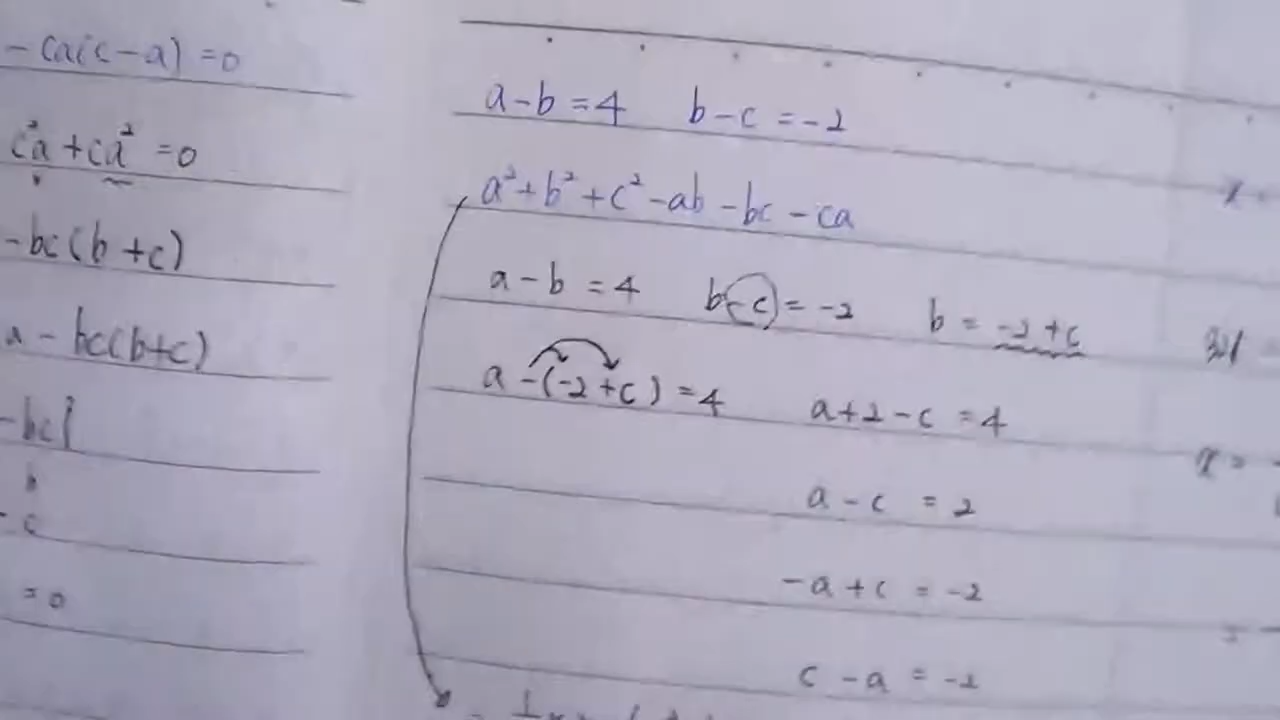 -ca(c-a)=0
c²a+ca²=0
-bc(b+c)
a-bc(b+c)
-bc{
b
-c
=0
a-b=4 b-c=-2
a²+b²+c²-ab-bc-ca
a-b=4 b-c=-2 b=-2+c
a-(-2+c)=4 a+2-c=4
a-c=2
-a+c=-2
c-a=-2